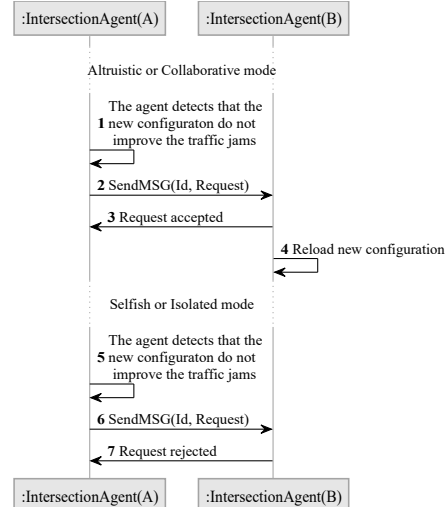 :IntersectionAgent(A) :IntersectionAgent(B)
Altruistic or Collaborative mode
The agent detects that the
1 new configuraton do not
improve the traffic jams
2 SendMSG(Id, Request)
3 Request accepted
4 Reload new configuration
Selfish or Isolated mode
The agent detects that the
5 new configuraton do not
improve the traffic jams
6 SendMSG(Id, Request)
7 Request rejected
:IntersectionAgent(A) :IntersectionAgent(B)